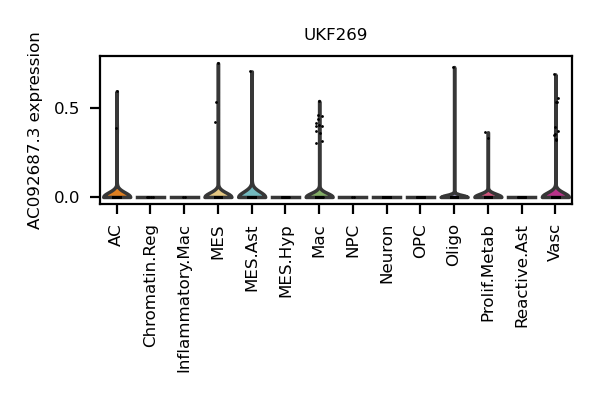 UKF269
AC092687.3 expression
0.5
0.0
AC
Chromatin.Reg
Inflammatory.Mac
MES
MES.Ast
MES.Hyp
Mac
NPC
Neuron
OPC
Oligo
Prolif.Metab
Reactive.Ast
Vasc